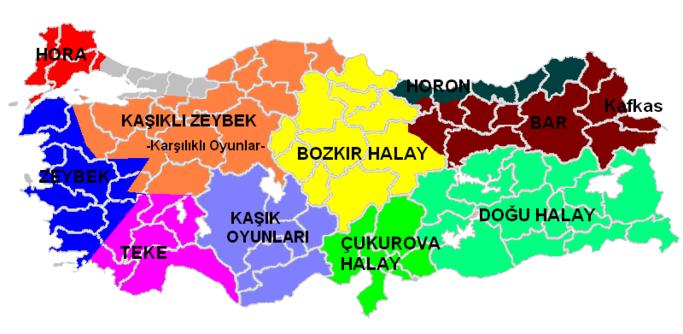 HORA
HORON
Kafkas
KAŞIKLI ZEYBEK
-Karşılıklı Oyunlar-
BAR
BOZKIR HALAY
ZEYBEK
KAŞIK
OYUNLARI
DOĞU HALAY
TEKE
ÇUKUROVA
HALAY